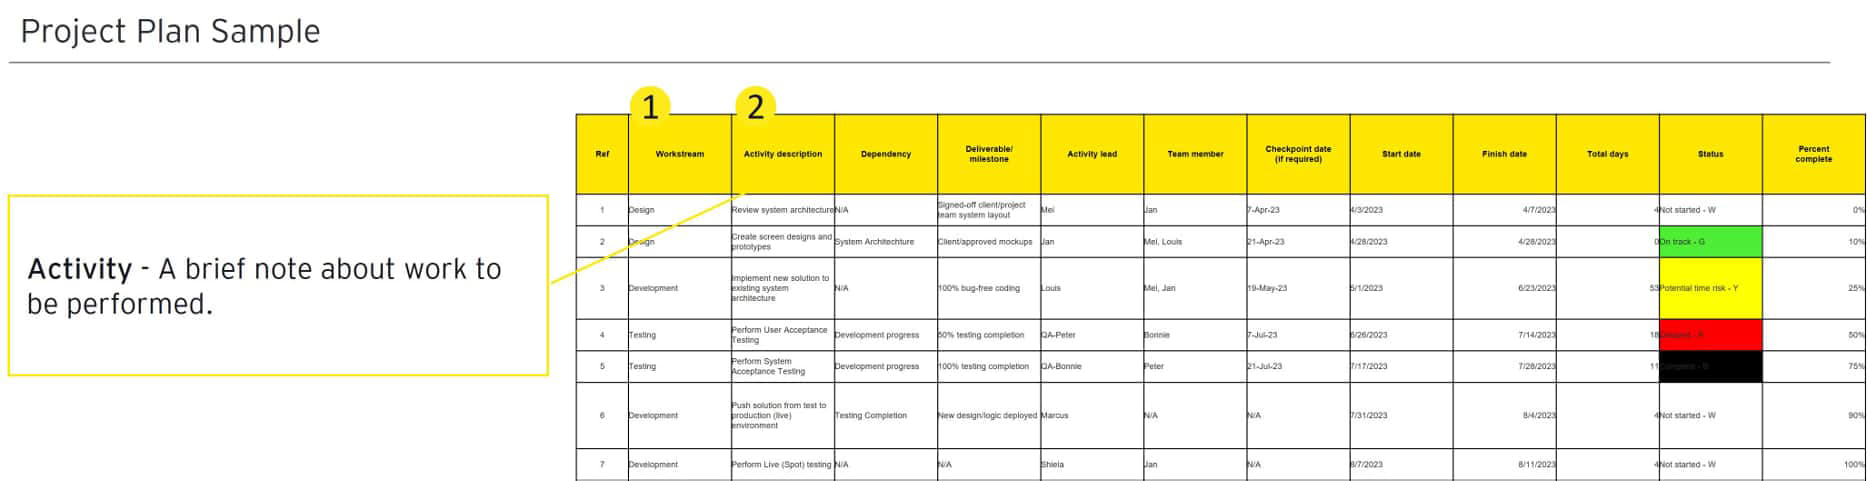 Project Plan Sample
1 2
Ref Workstream Activity description Dependency Deliverable/ milestone Activity lead Team member Checkpoint date (if required) Start date Finish date Total days Status Percent complete
Activity - A brief note about work to
be performed.
1 Design Review system architecture N/A Signed-off client/project team system layout Mei Jan 7-Apr-23 4/3/2023 4/7/2023 4 Not started - W 0%
2 Design Create screen designs and prototypes System Architechture Client/approved mockups Jan Mei, Louis 21-Apr-23 4/28/2023 4/28/2023 0 On track - G 10%
3 Development Implement new solution to existing system architecture N/A 100% bug-free coding Louis Mei, Jan 19-May-23 5/1/2023 6/23/2023 53 Potential time risk - Y 25%
4 Testing Perform User Acceptance Testing Development progress 50% testing completion QA-Peter Bonnie 7-Jul-23 6/26/2023 7/14/2023 18 - R 50%
5 Testing Perform System Acceptance Testing Development progress 100% testing completion QA-Bonnie Peter 21-Jul-23 7/17/2023 7/28/2023 11 Complete - B 75%
6 Development Push solution from test to production (live) environment Testing Completion New design/logic deployed Marcus N/A N/A 7/31/2023 8/4/2023 4 Not started - W 90%
7 Development Perform Live (Spot) testing N/A N/A Shiela Jan N/A 8/7/2023 8/11/2023 4 Not started - W 100%